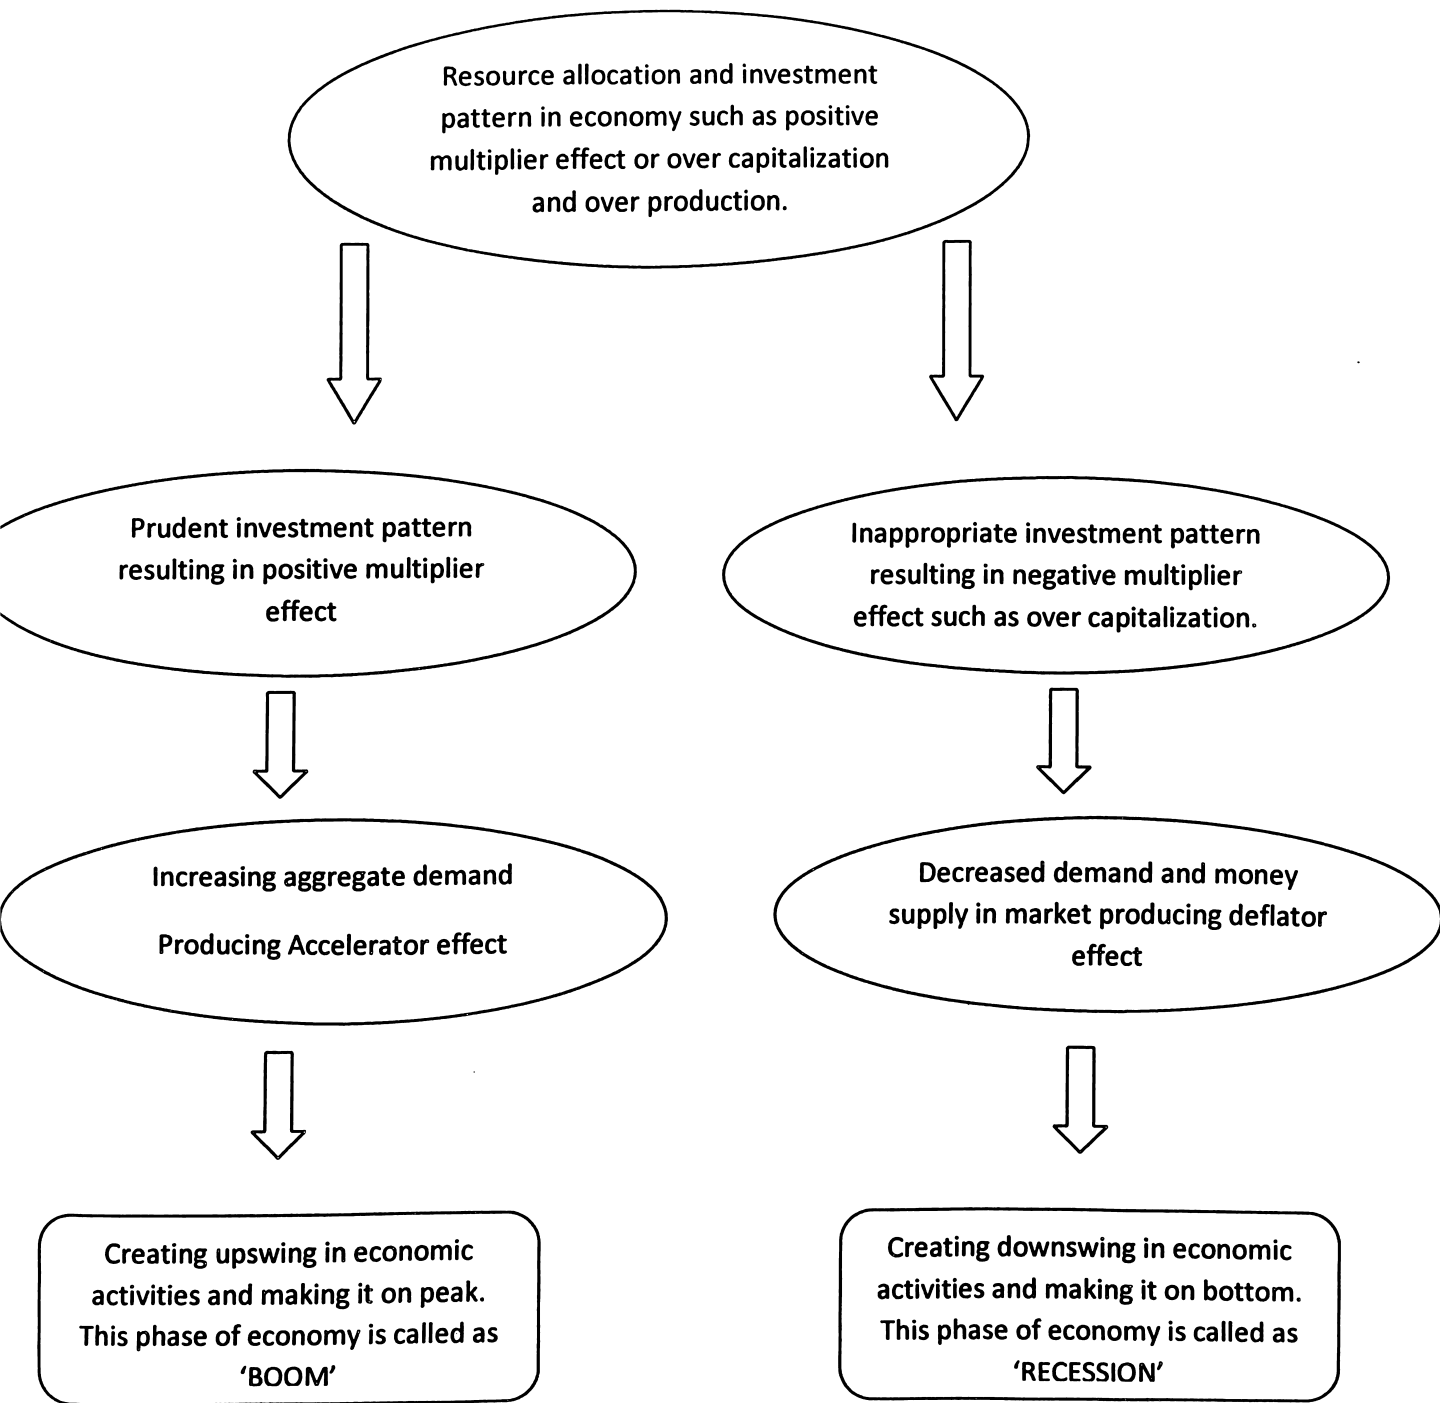 Resource allocation and investment
pattern in economy such as positive
multiplier effect or over capitalization
and over production.
Prudent investment pattern
resulting in positive multiplier
effect
Inappropriate investment pattern
resulting in negative multiplier
effect such as over capitalization.
Increasing aggregate demand
Producing Accelerator effect
Decreased demand and money
supply in market producing deflator
effect
Creating upswing in economic
activities and making it on peak.
This phase of economy is called as
‘BOOM’
Creating downswing in economic
activities and making it on bottom.
This phase of economy is called as
‘RECESSION’